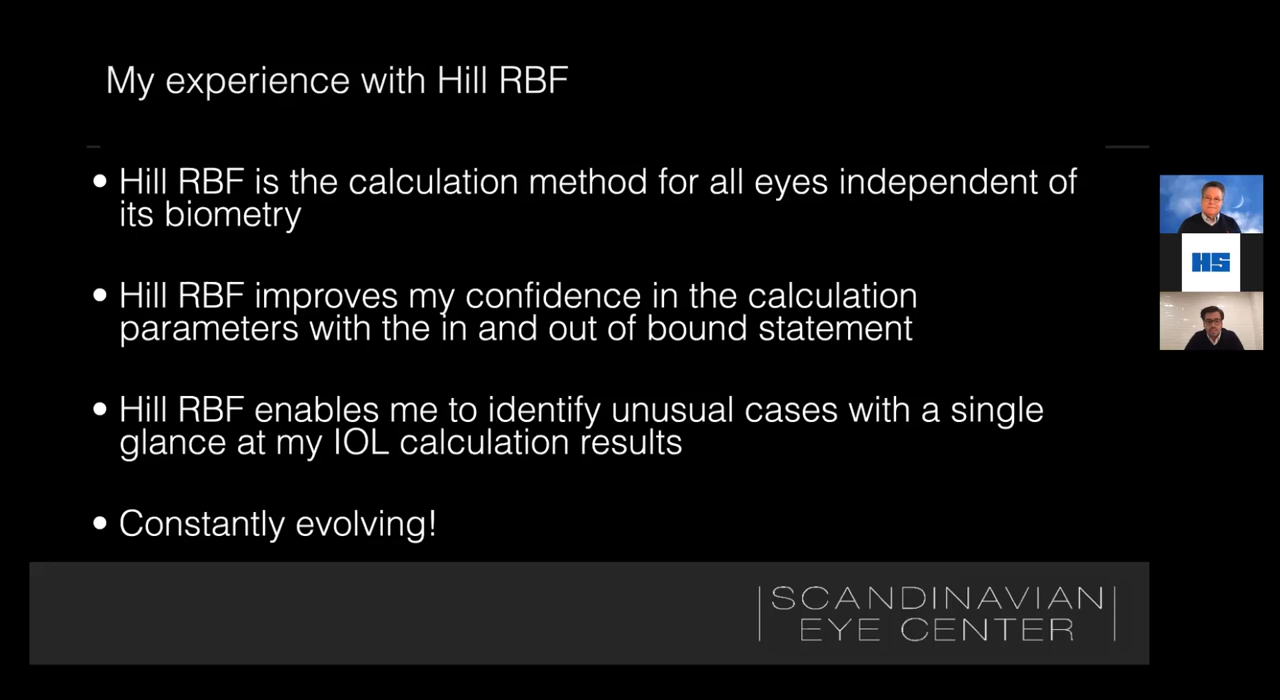 My experience with Hill RBF
• Hill RBF is the calculation method for all eyes independent of
its biometry
• Hill RBF improves my confidence in the calculation
parameters with the in and out of bound statement
• Hill RBF enables me to identify unusual cases with a single
glance at my IOL calculation results
• Constantly evolving!
HS
SCANDINAVIAN
EYE CENTER